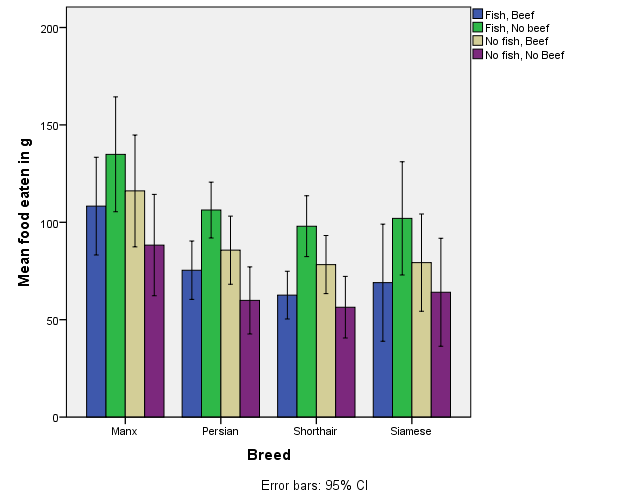 Fish, Beef
Fish, No beef
No fish, Beef
No fish, No Beef
Mean food eaten in g
200
150
100
50
0
Manx
Persian
Shorthair
Siamese
Breed
Error bars: 95% CI